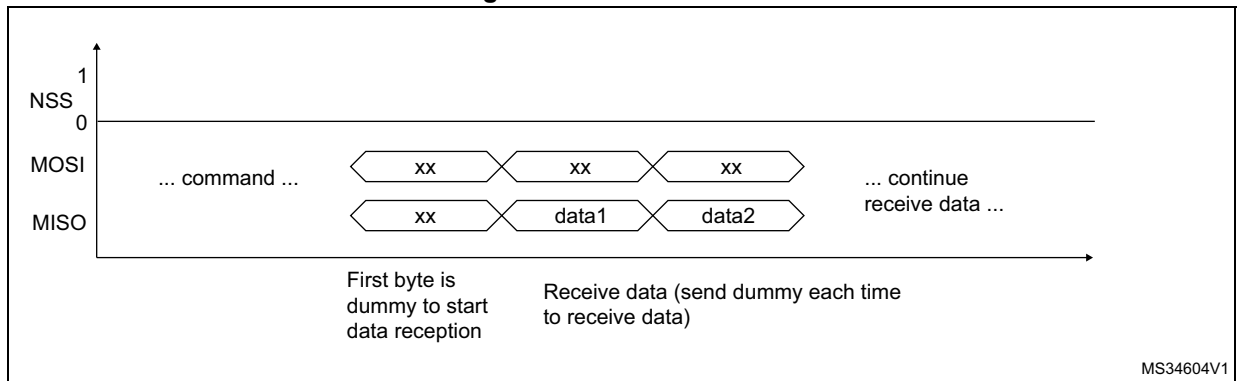 1
NSS
0
MOSI
... command ...
xx
xx
xx
... continue
receive data ...
MISO
xx
data1
data2
First byte is
dummy to start
data reception
Receive data (send dummy each time
to receive data)
MS34604V1